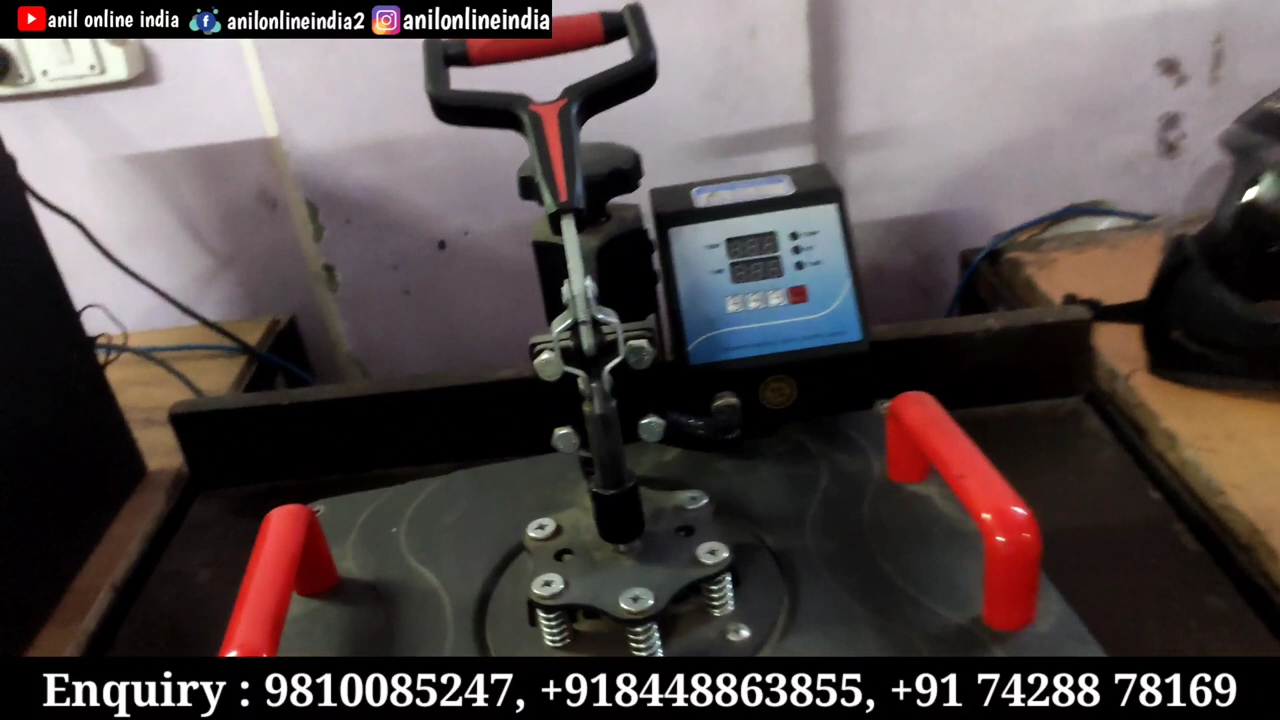 anil online india anilonlineindia2 anilonlineindia
Enquiry : 9810085247, +918448863855, +91 74288 78169